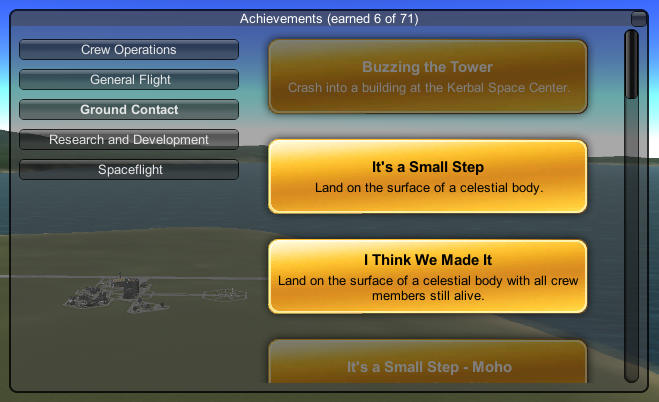 Achievements (earned 6 of 71)
Crew Operations
General Flight
Ground Contact
Research and Development
Spaceflight
Buzzing the Tower
Crash into a building at the Kerbal Space Center.
It's a Small Step
Land on the surface of a celestial body.
I Think We Made It
Land on the surface of a celestial body with all crew
members still alive.
It's a Small Step - Moho